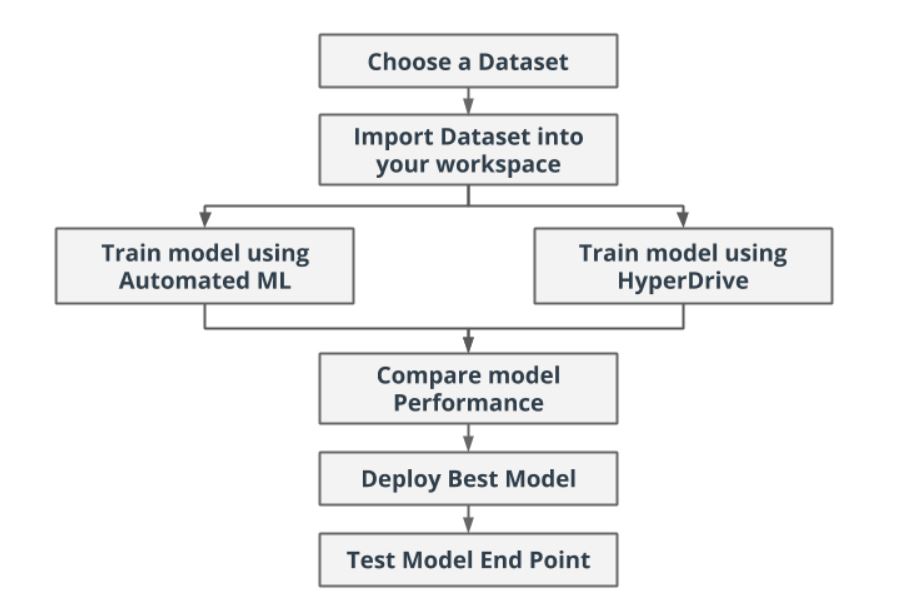 Choose a Dataset
Import Dataset into
your workspace
Train model using
Automated ML
Train model using
HyperDrive
Compare model
Performance
Deploy Best Model
Test Model End Point